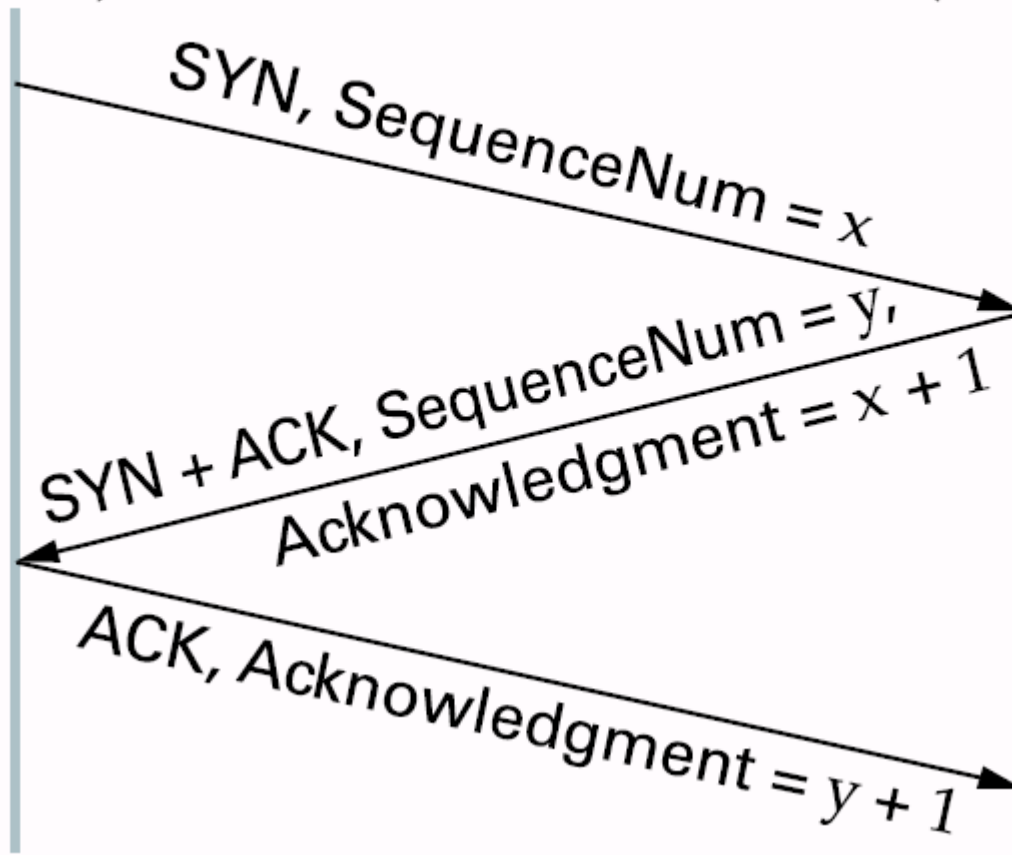 SYN, SequenceNum = x
SYN + ACK, SequenceNum = y,
Acknowledgment = x + 1
ACK, Acknowledgment = y + 1